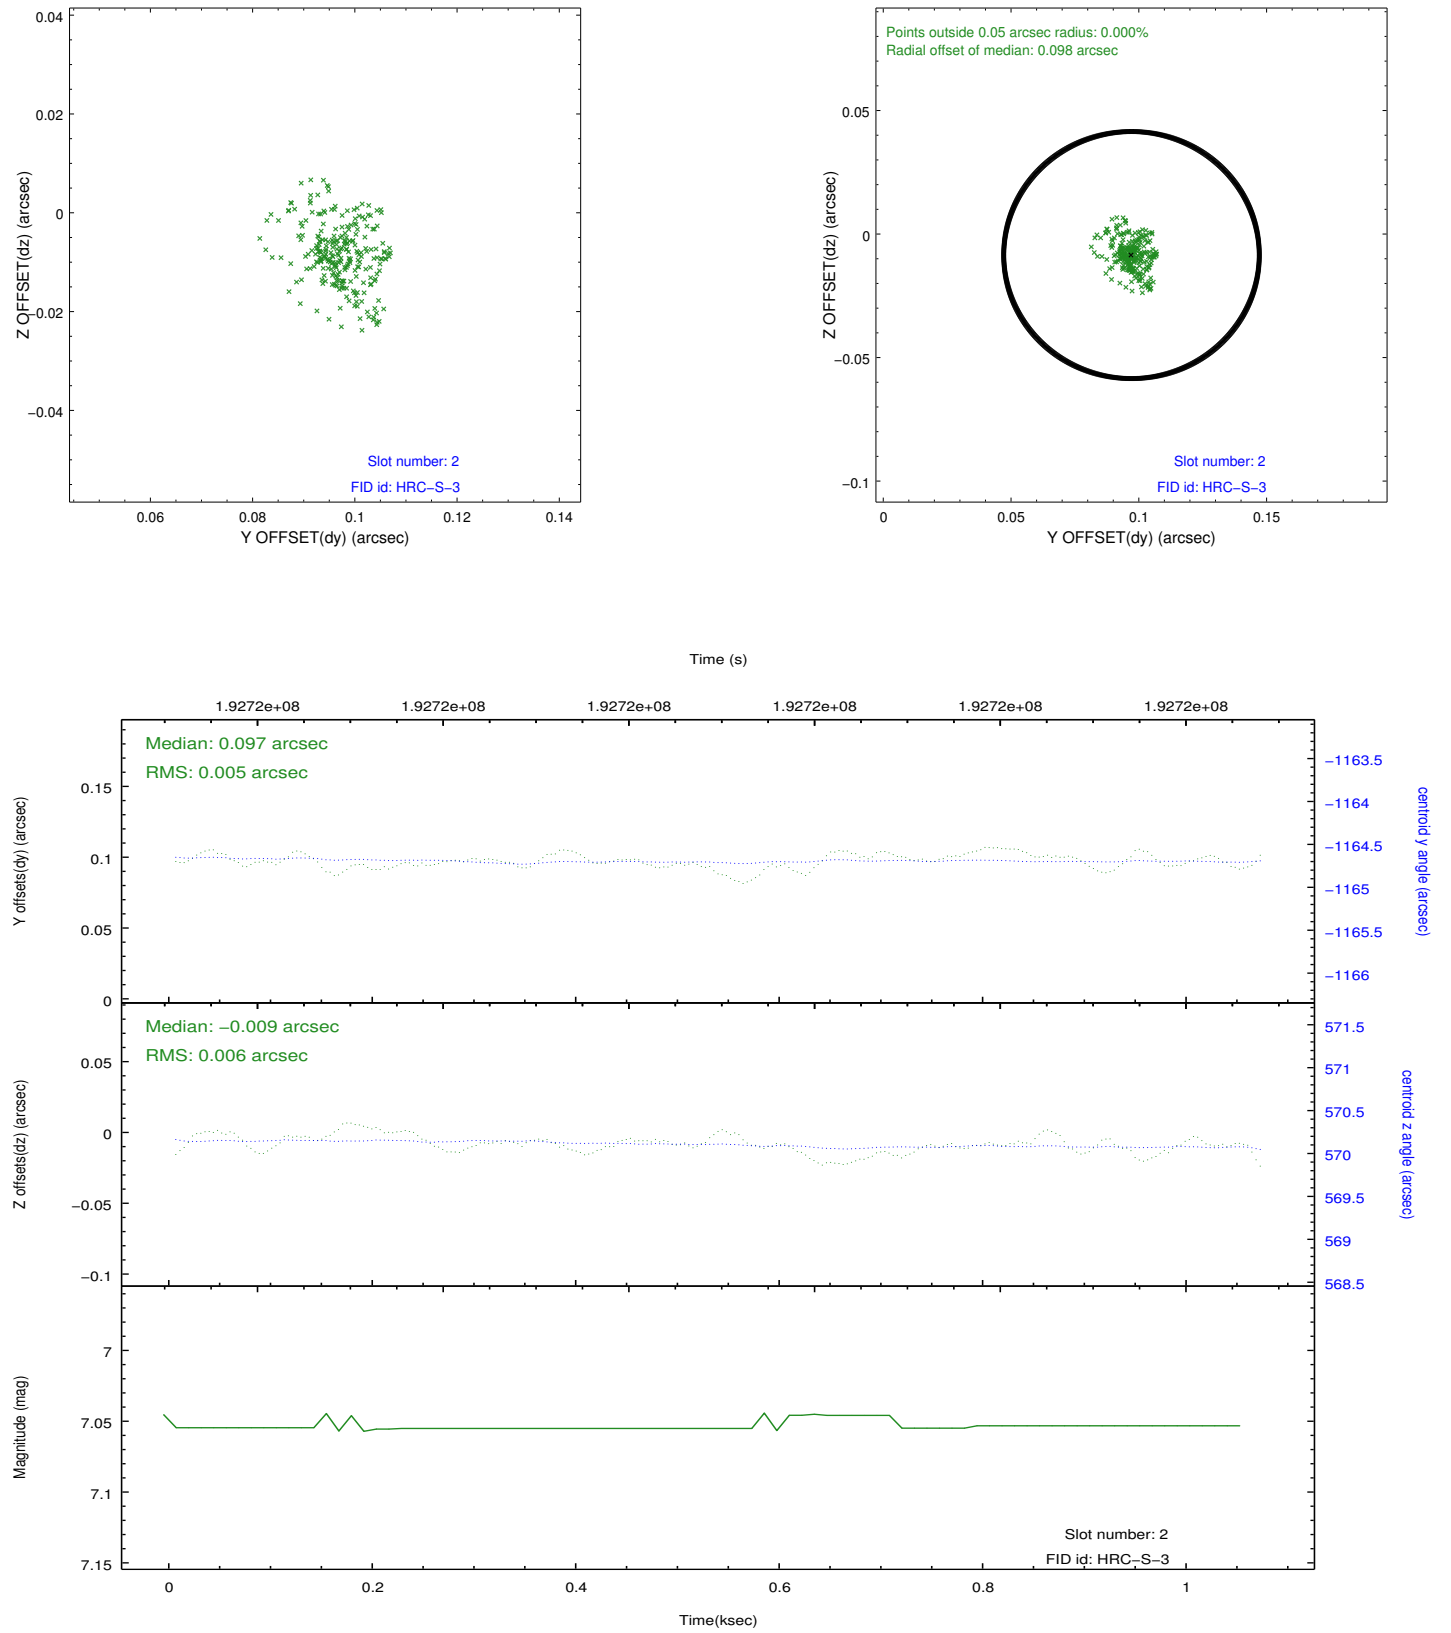 0.04
0.02
0
−0.02
−0.04
Z OFFSET(dz) (arcsec)
Slot number: 2
FID id: HRC−S−3
0.06
0.08
0.1
0.12
0.14
Y OFFSET(dy) (arcsec)
Points outside 0.05 arcsec radius: 0.000%
Radial offset of median: 0.098 arcsec
0.05
0
−0.05
−0.1
Z OFFSET(dz) (arcsec)
Slot number: 2
FID id: HRC−S−3
0
0.05
0.1
0.15
Y OFFSET(dy) (arcsec)
Time (s)
1.9272e+08
1.9272e+08
1.9272e+08
1.9272e+08
1.9272e+08
1.9272e+08
Median: 0.097 arcsec
RMS: 0.005 arcsec
0.15
0.1
0.05
0
Y offsets(dy) (arcsec)
−1163.5
−1164
−1164.5
−1165
−1165.5
−1166
centroid y angle (arcsec)
Median: −0.009 arcsec
RMS: 0.006 arcsec
0.05
0
−0.05
−0.1
Z offsets(dz) (arcsec)
571.5
571
570.5
570
569.5
569
568.5
centroid z angle (arcsec)
7
7.05
7.1
7.15
Magnitude (mag)
Slot number: 2
FID id: HRC−S−3
0
0.2
0.4
0.6
0.8
1
Time(ksec)